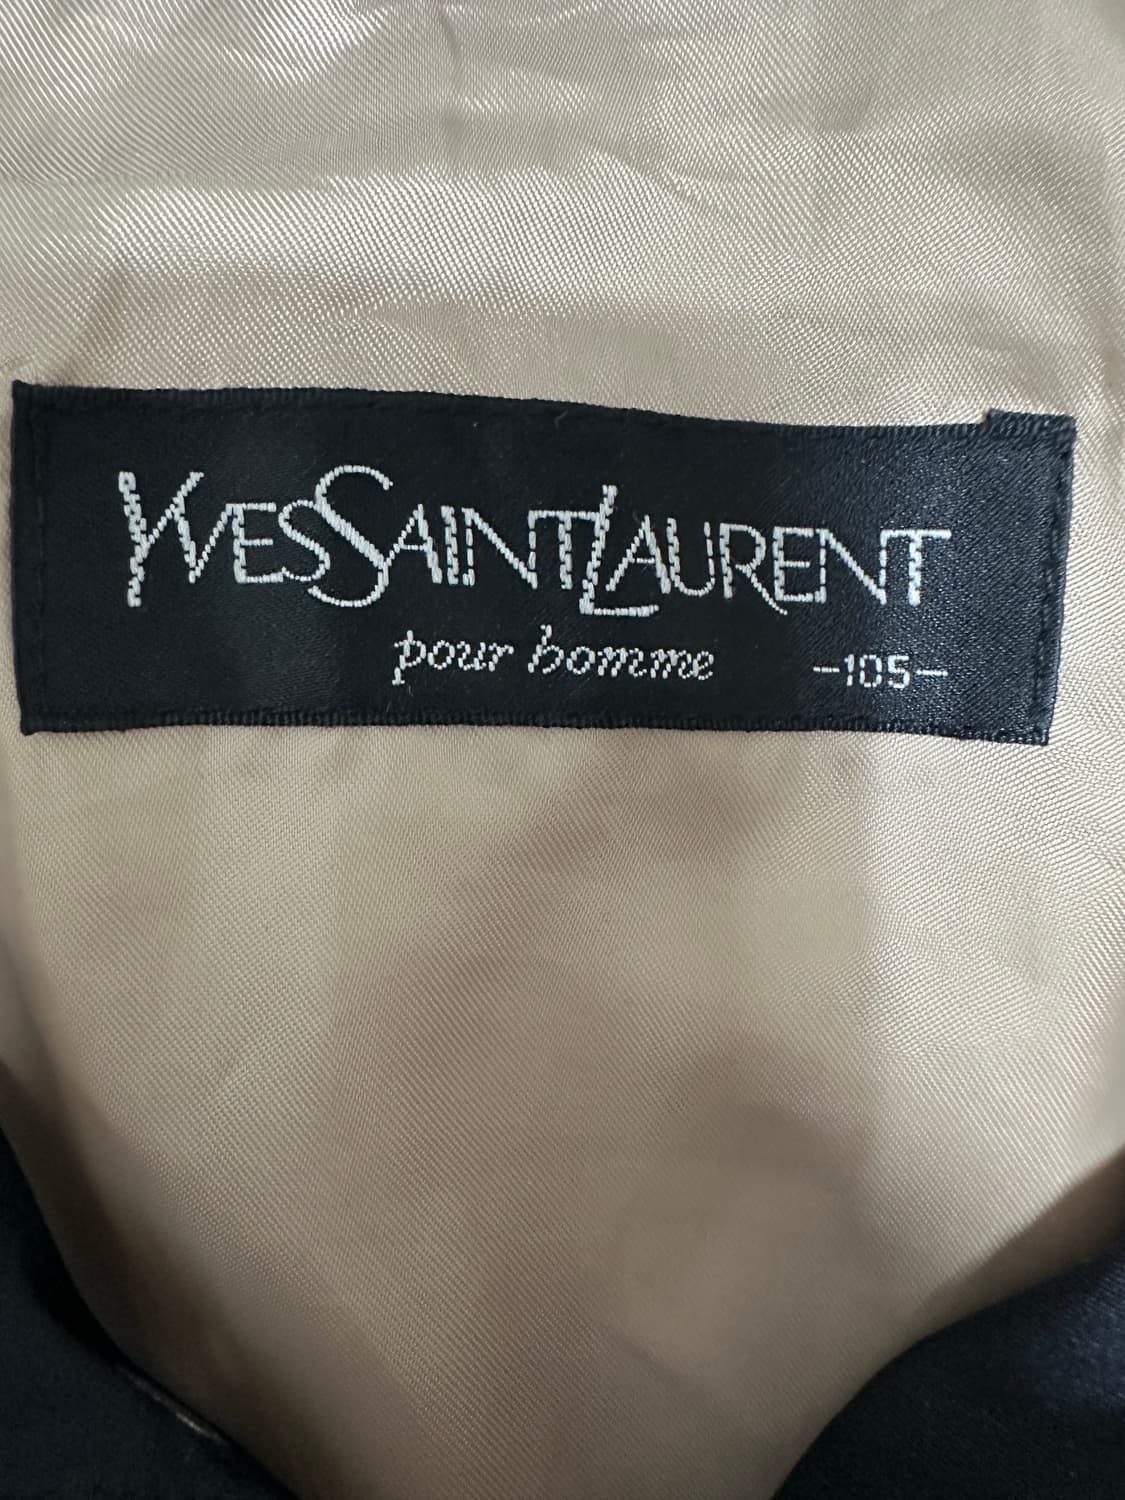 YVESSAINTLAURENT
pour homme -105-